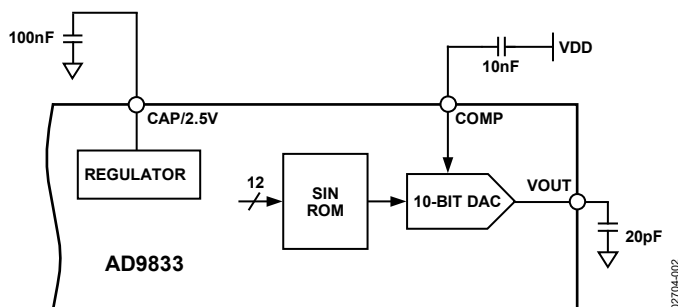 100nF
10nF
VDD
CAP/2.5V
COMP
REGULATOR
12
SIN
ROM
10-BIT DAC
VOUT
20pF
AD9833
02704-002